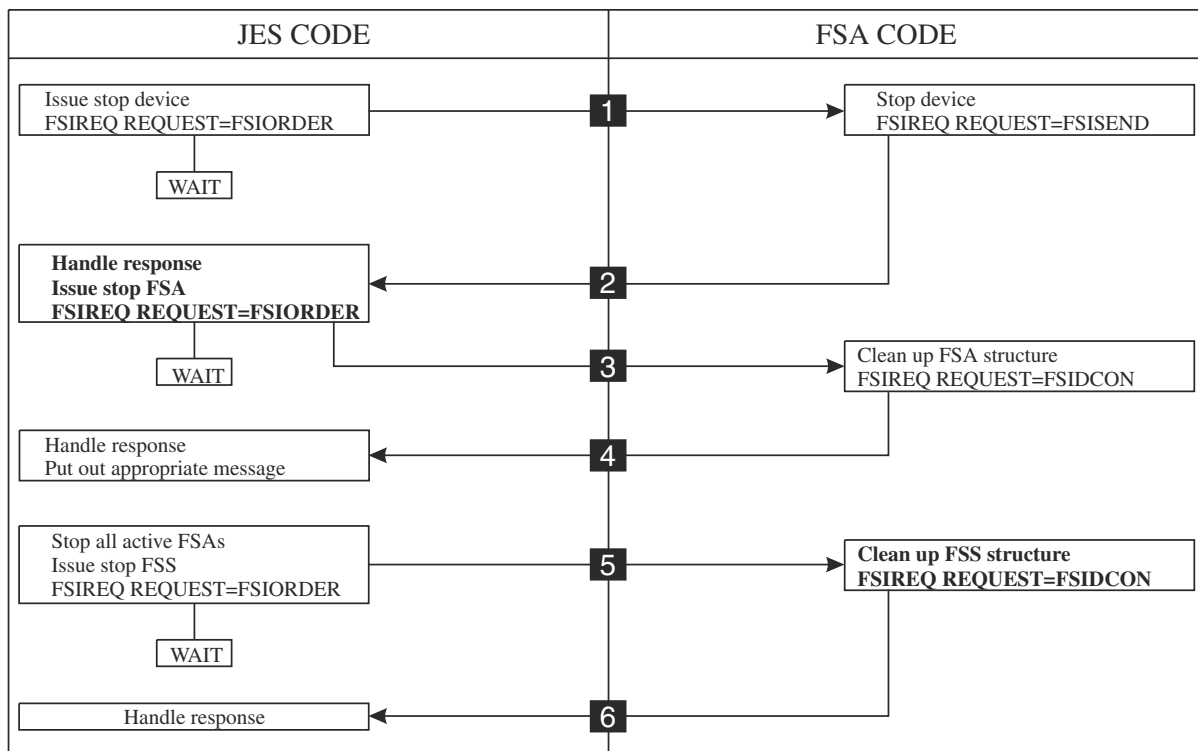 JES CODE
FSA CODE
Issue stop device
FSIREQ REQUEST=FSIORDER
1
Stop device
FSIREQ REQUEST=FSISEND
WAIT
Handle response
Issue stop FSA
FSIREQ REQUEST=FSIORDER
2
WAIT
3
Clean up FSA structure
FSIREQ REQUEST=FSIDCON
Handle response
Put out appropriate message
4
Stop all active FSAs
Issue stop FSS
FSIREQ REQUEST=FSIORDER
5
Clean up FSS structure
FSIREQ REQUEST=FSIDCON
WAIT
Handle response
6